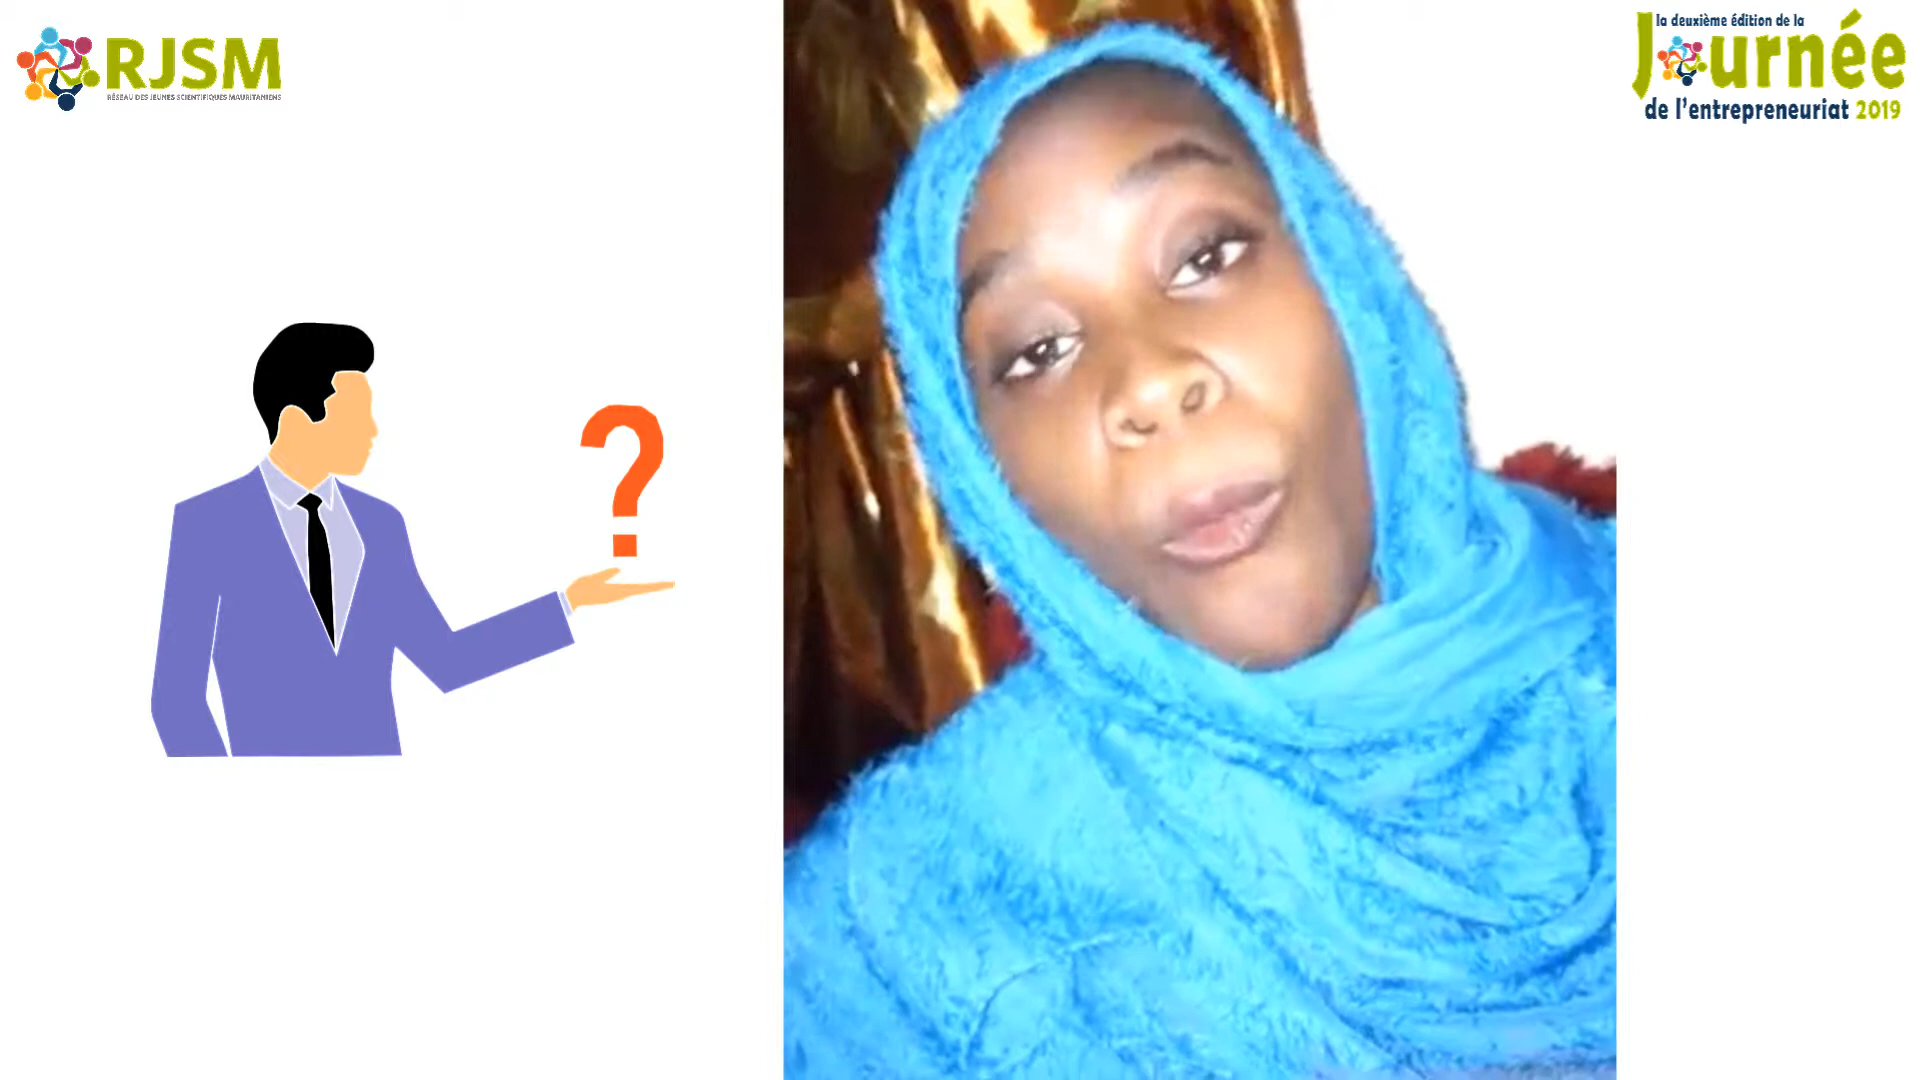 RJSM
RÉSEAU DES JEUNES SCIENTIFIQUES MAURITANIENS
?
la deuxième édition de la
Journée
de l'entrepreneuriat 2019